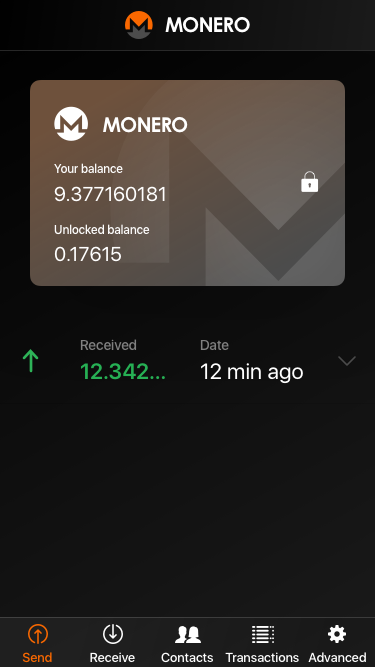 MONERO
MONERO
Your balance
9.377160181
Unlocked balance
0.17615
Received Date
12.342... 12 min ago
Send Receive Contacts Transactions Advanced